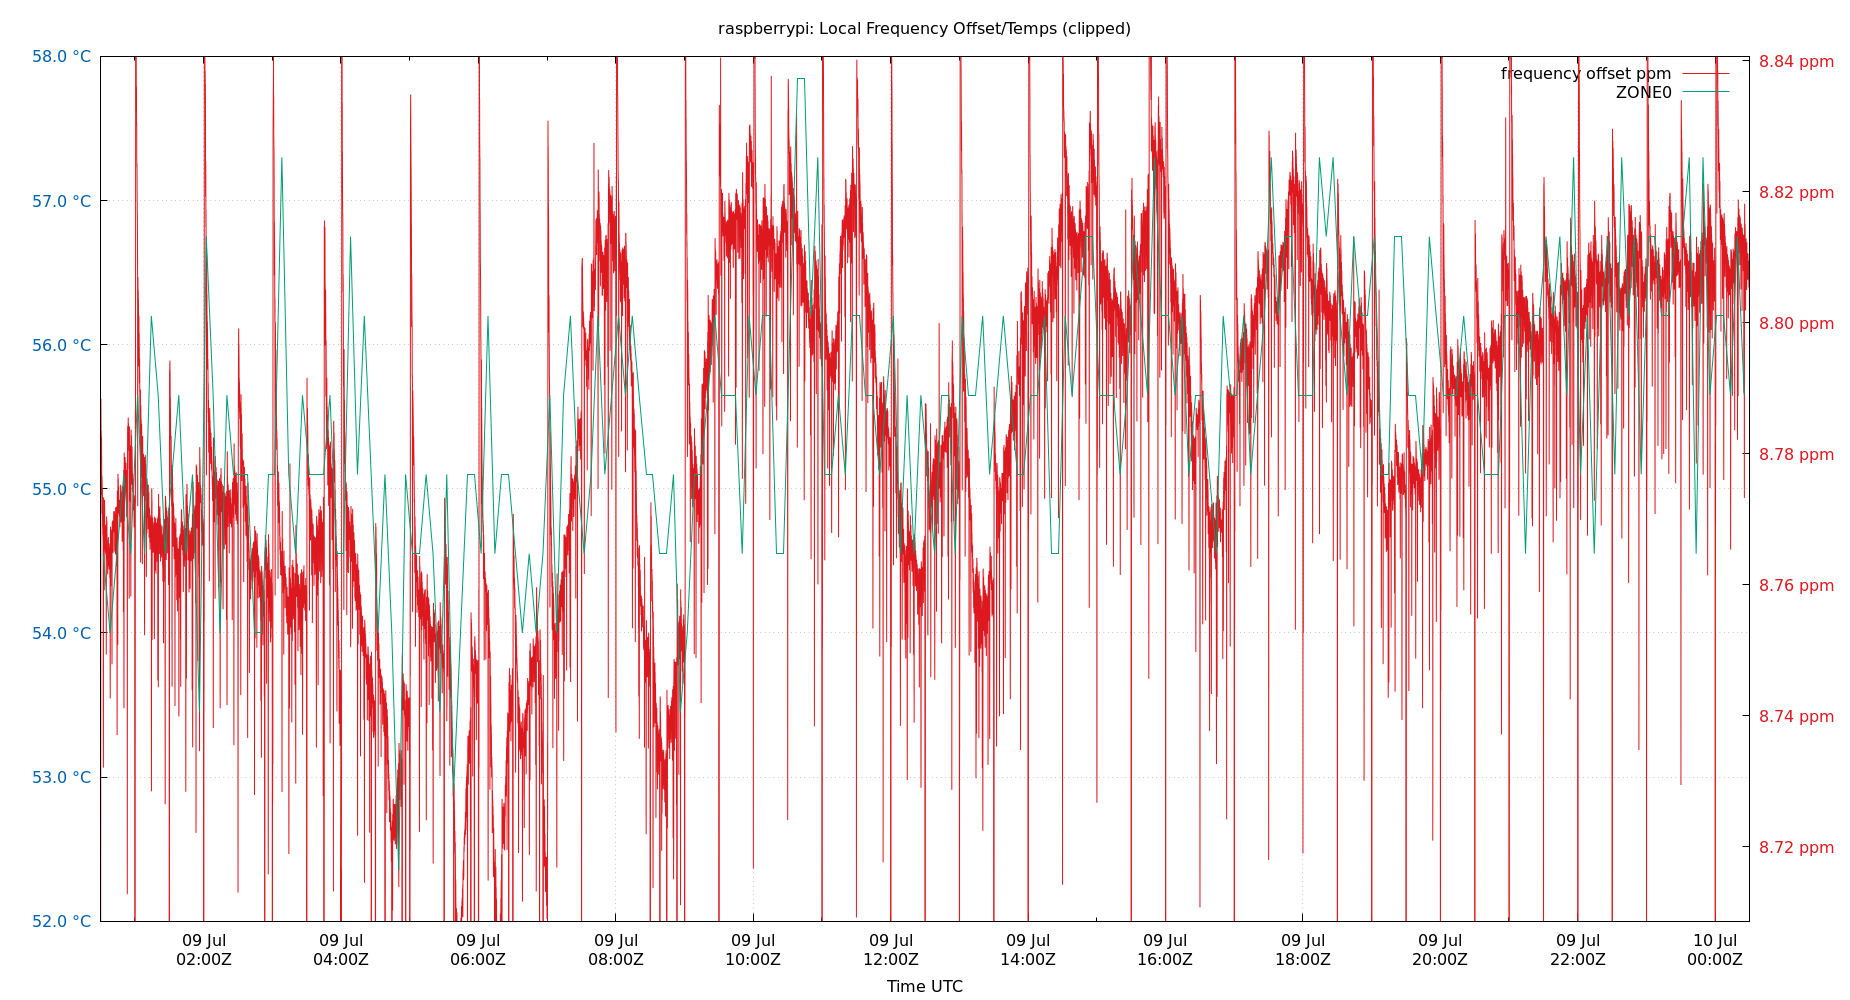 raspberrypi: Local Frequency Offset/Temps (clipped)
58.0 °C
57.0 °C
56.0 °C
55.0 °C
54.0 °C
53.0 °C
52.0 °C
frequency offset ppm
ZONE0
8.84 ppm
8.82 ppm
8.80 ppm
8.78 ppm
8.76 ppm
8.74 ppm
8.72 ppm
09 Jul
02:00Z
09 Jul
04:00Z
09 Jul
06:00Z
09 Jul
08:00Z
09 Jul
10:00Z
09 Jul
12:00Z
09 Jul
14:00Z
09 Jul
16:00Z
09 Jul
18:00Z
09 Jul
20:00Z
09 Jul
22:00Z
10 Jul
00:00Z
Time UTC